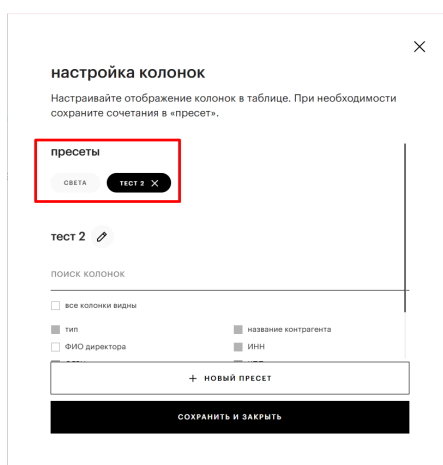 настройка колонок
Настраивайте отображение колонок в таблице. При необходимости
сохраните сочетания в «пресет».
пресеты
СВЕТА
ТЕСТ 2
тест 2
поиск колонок
все колонки видны
тип
название контрагента
ФИО директора
ИНН
+ НОВЫЙ ПРЕСЕТ
СОХРАНИТЬ И ЗАКРЫТЬ